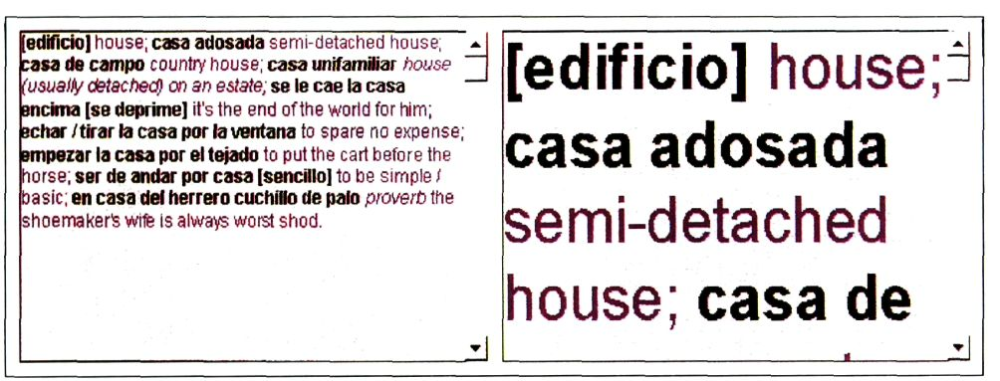 [edificio] house; casa adosada semi-detached house;
casa de campo country house; casa unifamiliar house
(usually detached) on an estate; se le cae la casa
encima [se deprime] it's the end of the world for him;
echar / tirar la casa por la ventana to spare no expense;
empezar la casa por el tejado to put the cart before the
horse; ser de andar por casa [sencillo] to be simple /
basic; en casa del herrero cuchillo de palo proverb the
shoemaker's wife is always worst shod.
[edificio] house;
casa adosada
semi-detached
house; casa de